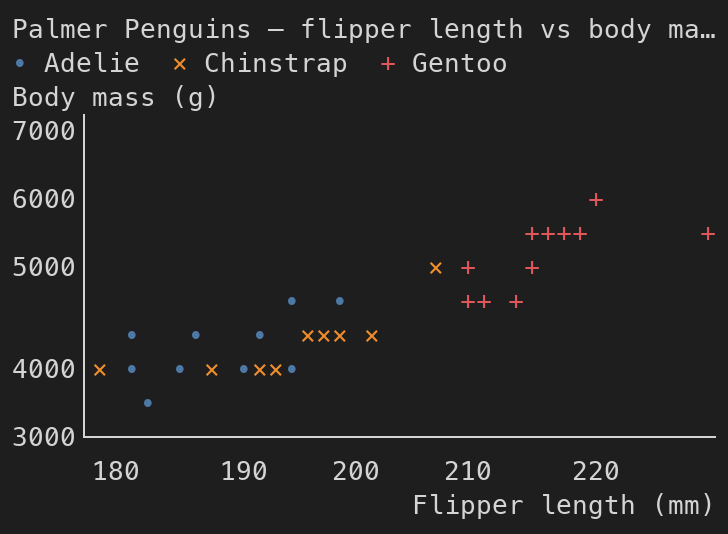 Palmer Penguins — flipper length vs body ma…
• Adelie × Chinstrap + Gentoo
Body mass (g)
7000
6000
5000
4000
3000
180 190 200 210 220
Flipper length (mm)